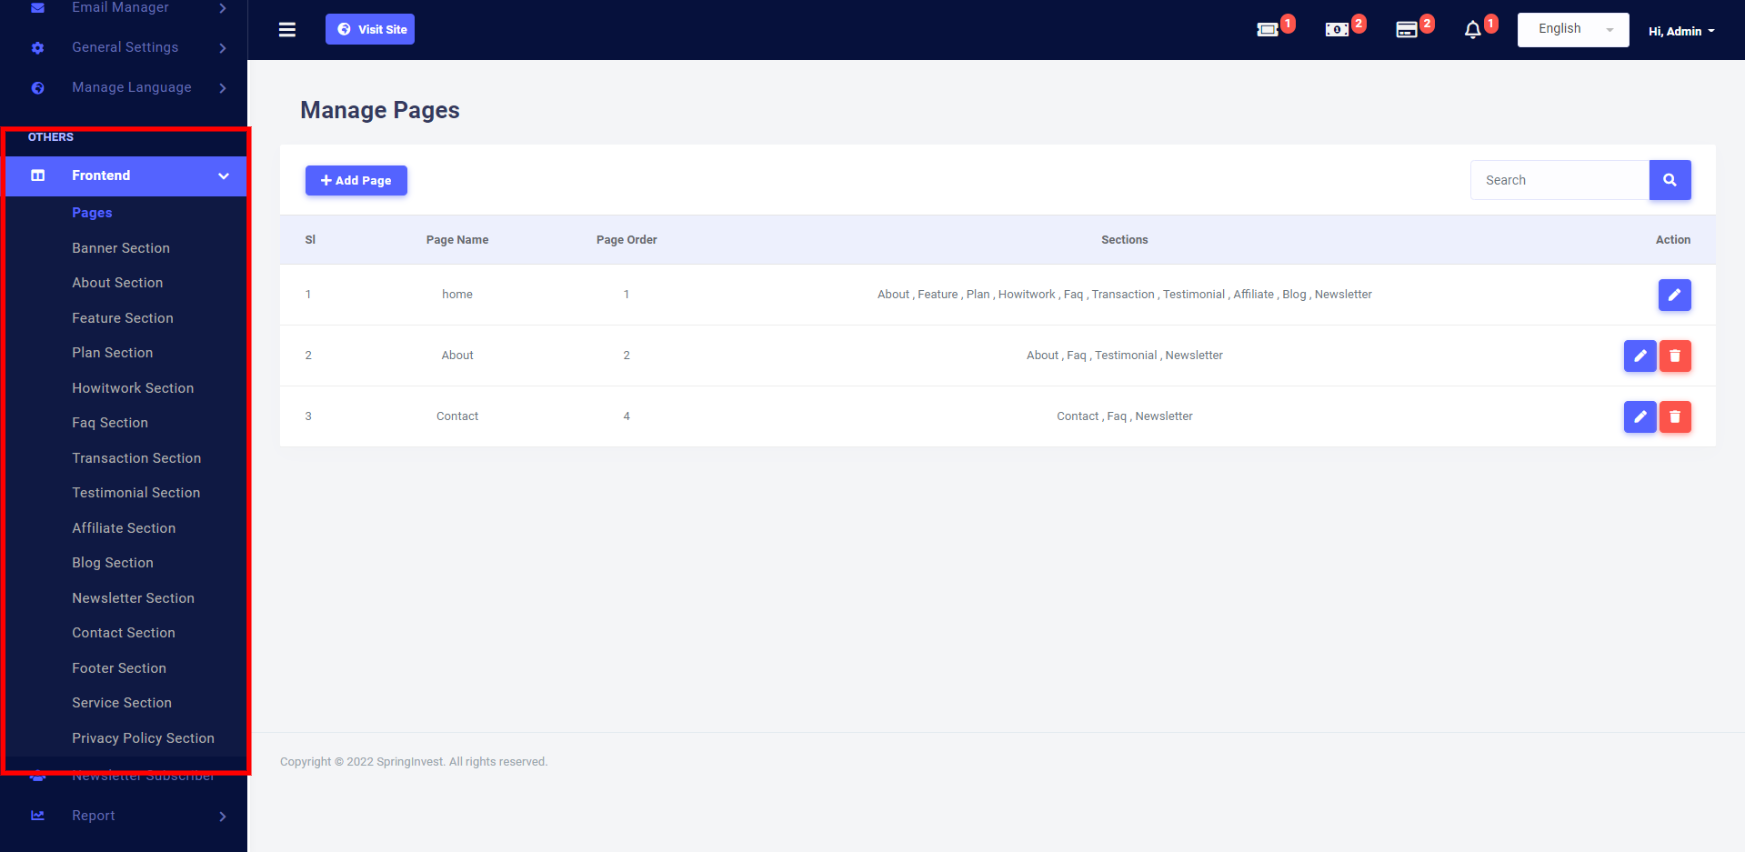 Email Manager
General Settings
Manage Language
OTHERS
Frontend
Pages
Banner Section
About Section
Feature Section
Plan Section
Howitwork Section
Faq Section
Transaction Section
Testimonial Section
Affiliate Section
Blog Section
Newsletter Section
Contact Section
Footer Section
Service Section
Privacy Policy Section
Newsletter Subscriber
Report
Visit Site
1
2
2
1
English
Hi, Admin
Manage Pages
Add Page
Search
Sl Page Name Page Order Sections Action
1 home 1 About , Feature , Plan , Howitwork , Faq , Transaction , Testimonial , Affiliate , Blog , Newsletter
2 About 2 About , Faq , Testimonial , Newsletter
3 Contact 4 Contact , Faq , Newsletter
Copyright © 2022 SpringInvest. All rights reserved.